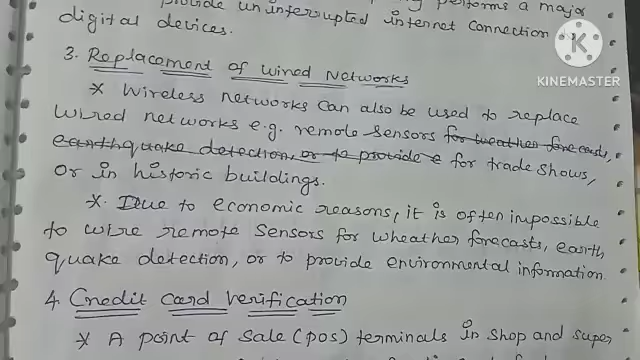 provide uninterrupted internet connection in
performs a major
digital devices.
KINEMASTER
3. Replacement of wired Networks
* Wireless networks can also be used to replace
wired networks e.g. remote sensors for weather forecasts,
earthquake detection, or to provide e for trade shows,
or in historic buildings.
* Due to economic reasons, it is often impossible
to wire remote sensors for wheather forecasts, earth
quake detection, or to provide environmental information
4. Credit Card Verification
* A point of sale (pos) terminals in shop and super